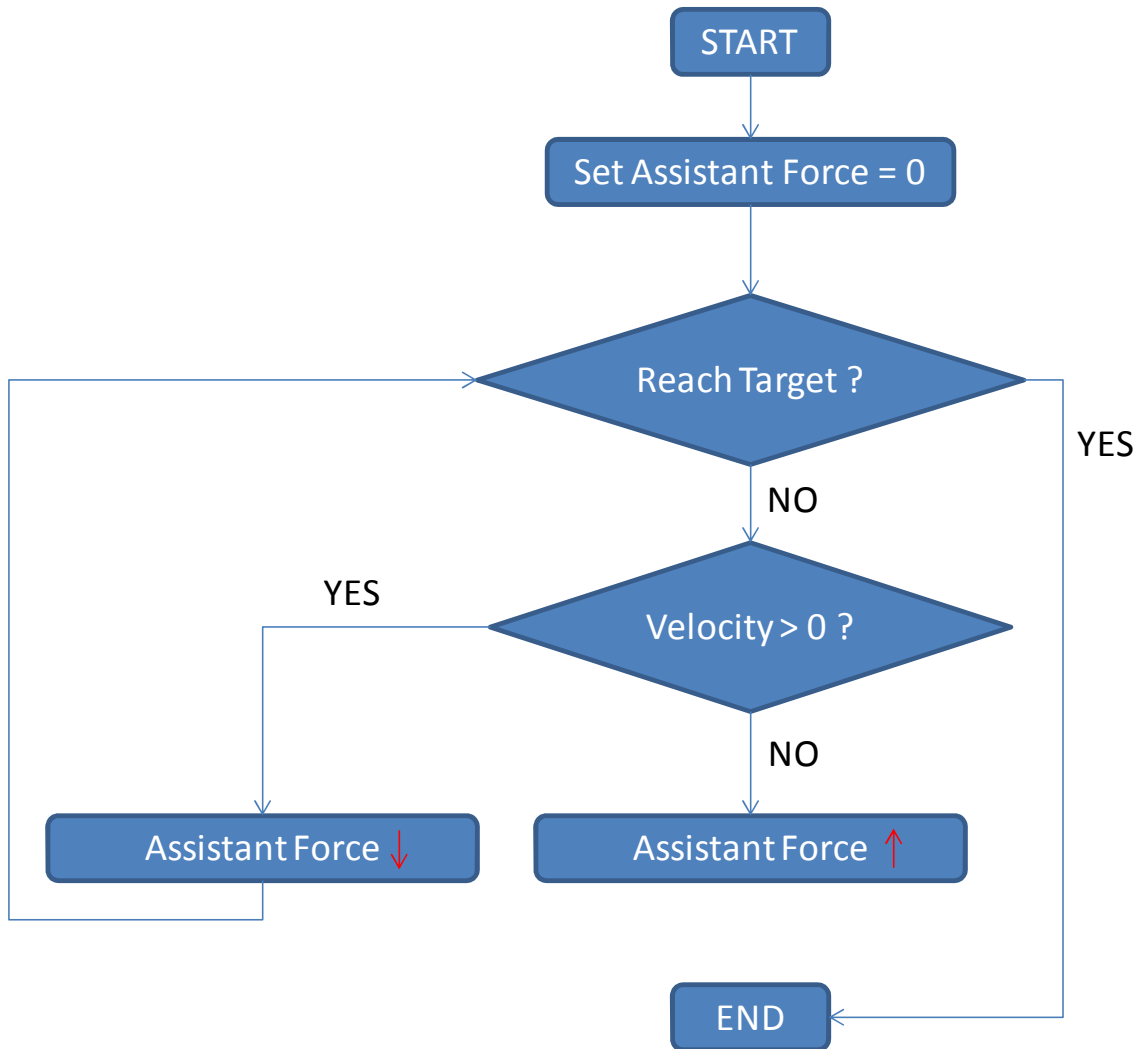 START
Set Assistant Force = 0
Reach Target ?
YES
NO
YES
Velocity > 0 ?
NO
Assistant Force ↓
Assistant Force ↑
END